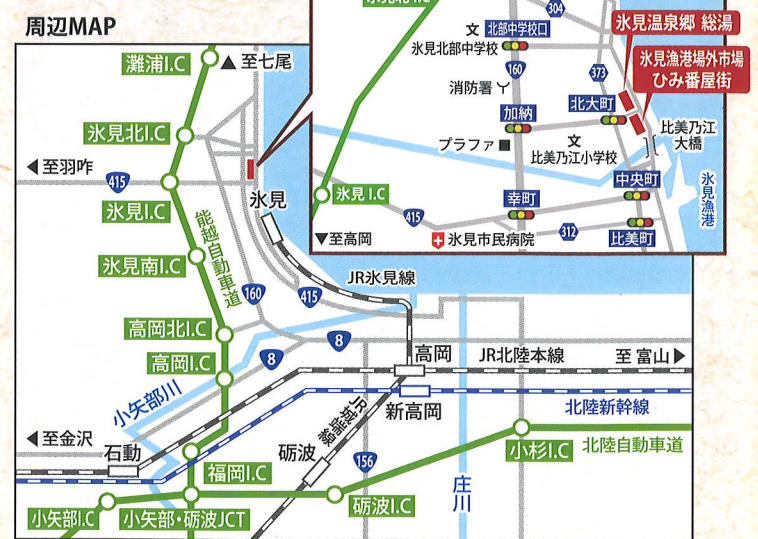 周辺MAP
灘浦I.C
▲至七尾
氷見北I.C
◀至羽咋
415
氷見I.C
氷見
能越自動車道
氷見南I.C
160
415
JR氷見線
高岡北I.C
高岡I.C
8
8
高岡
JR北陸本線
至 富山▶
小矢部川
新高岡
北陸新幹線
JR城端線
◀至金沢
石動
砺波
156
小杉I.C
北陸自動車道
福岡I.C
庄川
小矢部I.C
小矢部・砺波JCT
砺波I.C
304
文
北部中学校口
氷見北部中学校
氷見温泉郷 総湯
氷見漁港場外市場
ひみ番屋街
160
373
消防署
北大町
加納
プラファ
文
比美乃江小学校
比美乃江
大橋
氷見 I.C
中央町
氷見漁港
幸町
415
312
▼至高岡
氷見市民病院
比美町